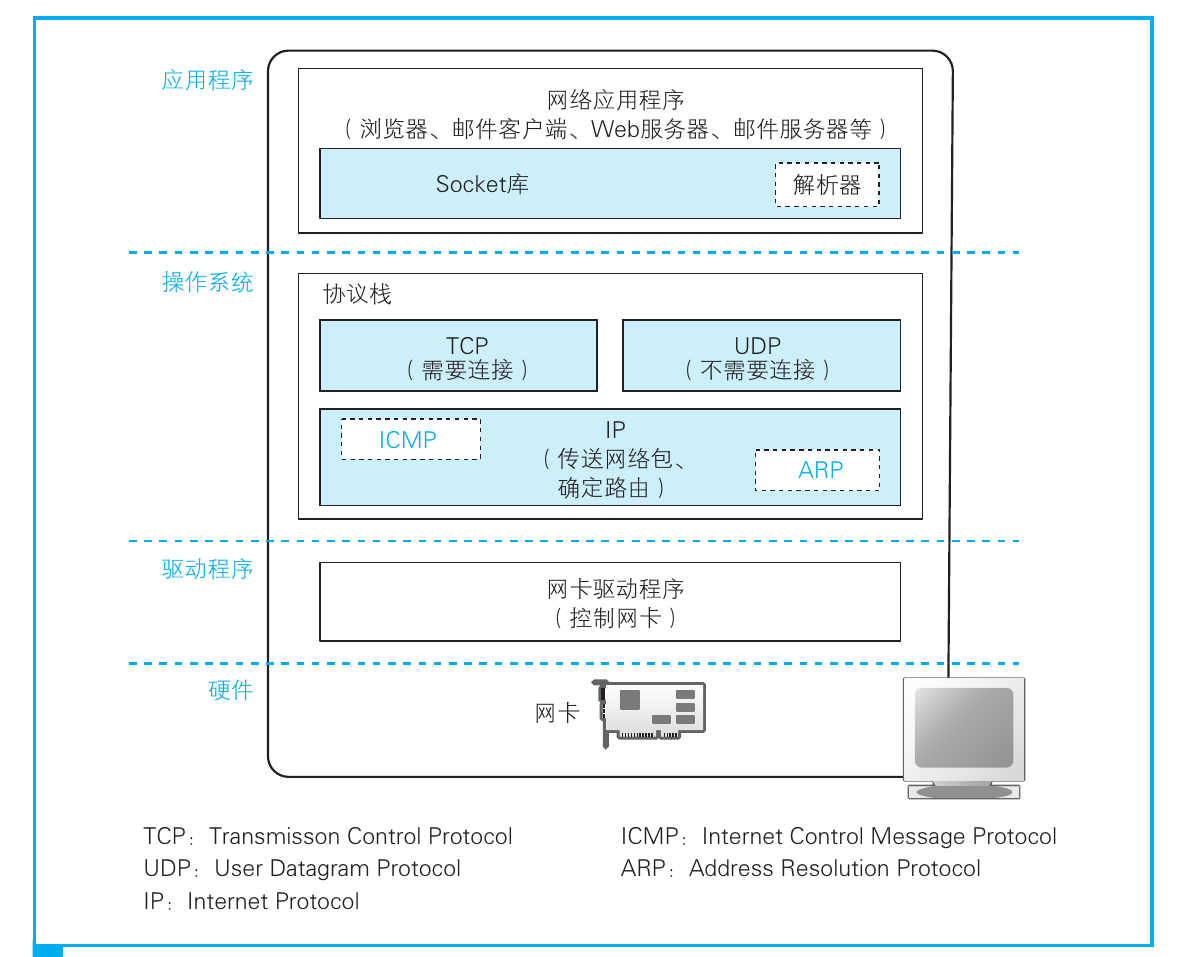 应用程序
网络应用程序
（浏览器、邮件客户端、Web服务器、邮件服务器等）
Socket库
解析器
操作系统
协议栈
TCP
（需要连接）
UDP
（不需要连接）
ICMP
IP
（传送网络包、
确定路由）
ARP
驱动程序
网卡驱动程序
（控制网卡）
硬件
网卡
TCP：Transmisson Control Protocol
UDP：User Datagram Protocol
IP：Internet Protocol
ICMP：Internet Control Message Protocol
ARP：Address Resolution Protocol